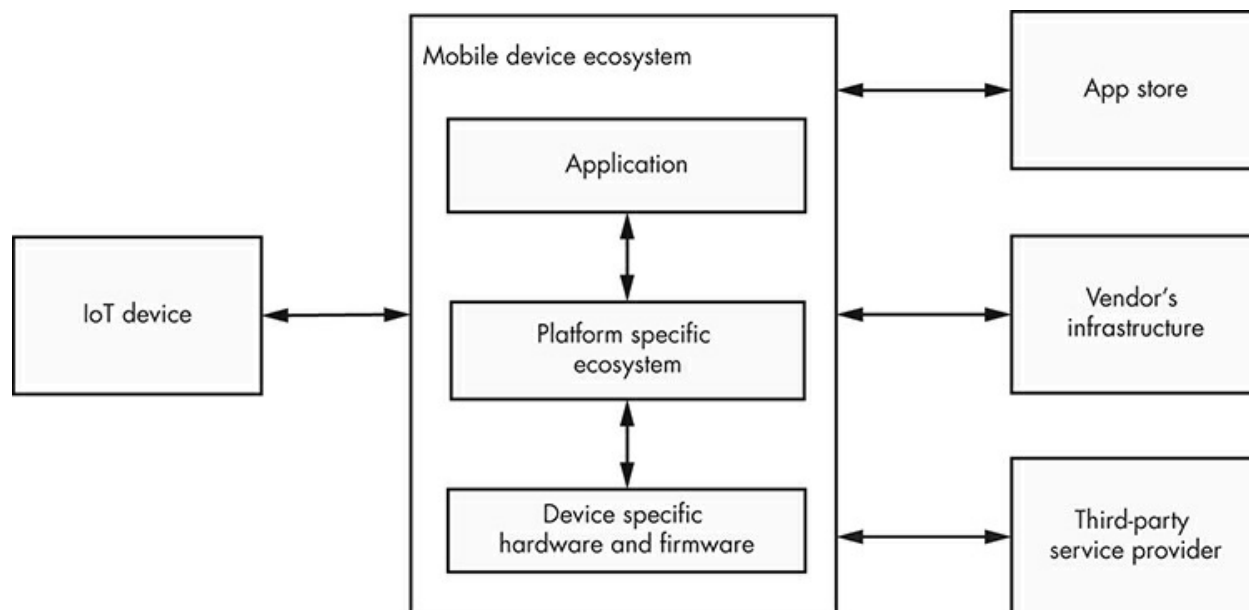 Mobile device ecosystem
Application
Platform specific
ecosystem
Device specific
hardware and firmware
IoT device
App store
Vendor’s
infrastructure
Third-party
service provider